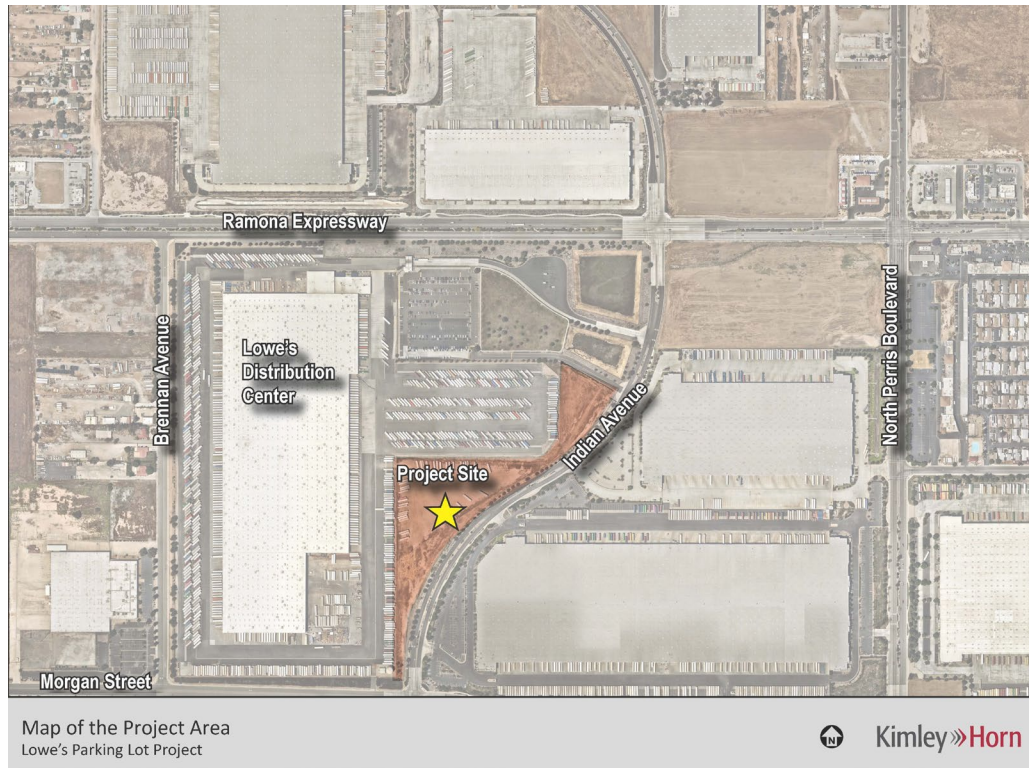 Ramona Expressway
Brennan Avenue
Lowe's
Distribution
Center
North Perris Boulevard
Indian Avenue
Project Site
Morgan Street
Map of the Project Area
Lowe's Parking Lot Project
N
Kimley»Horn